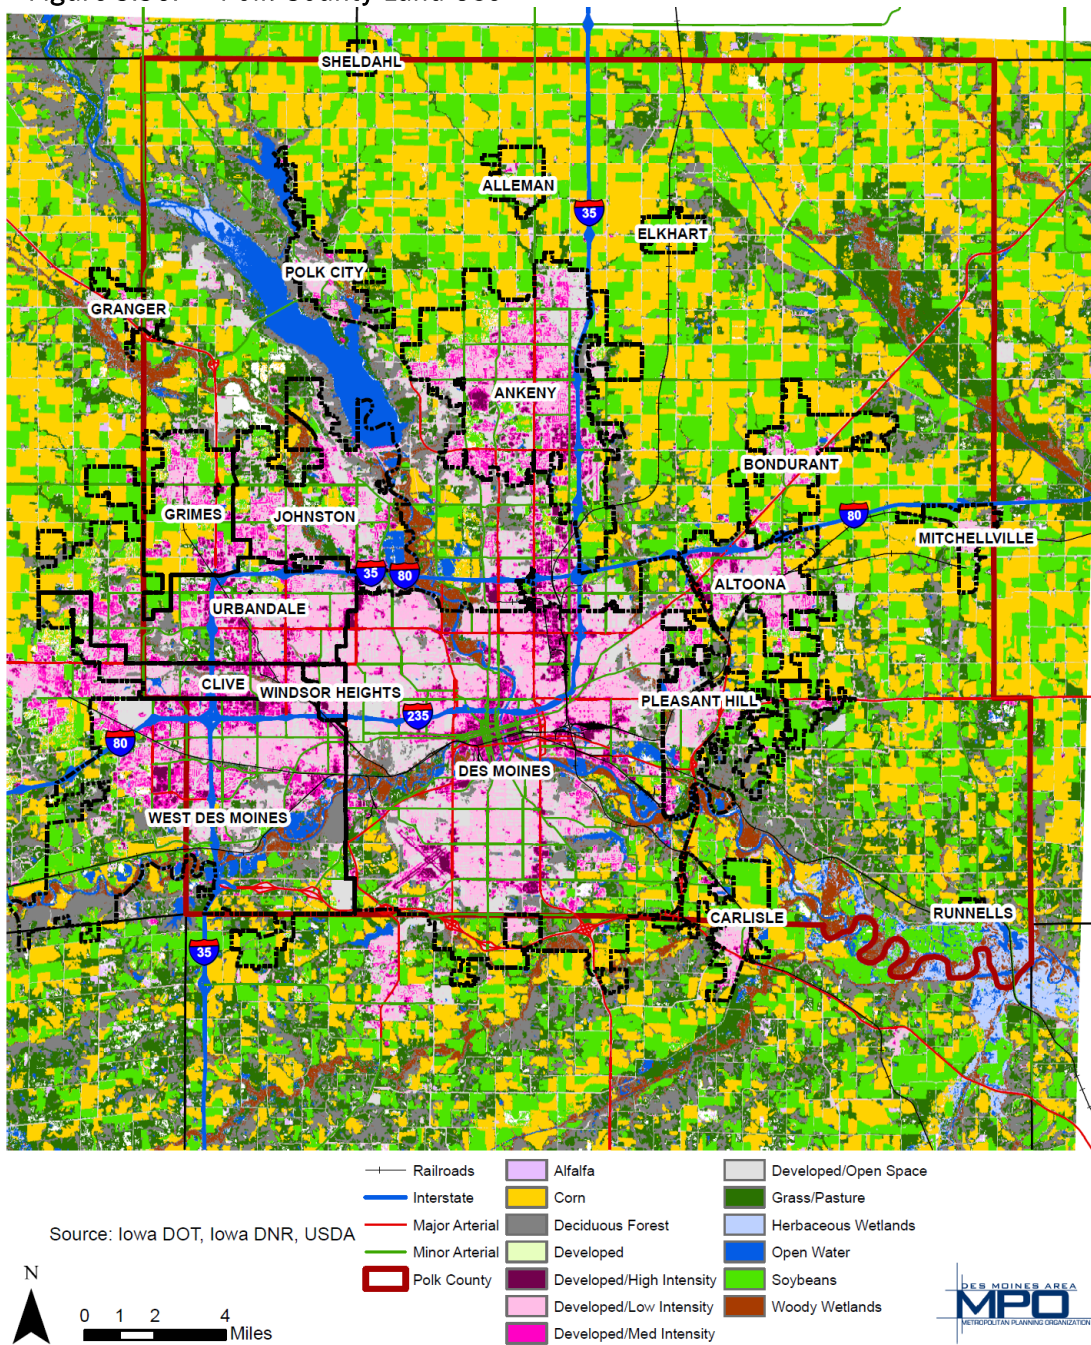 SHELDAHL
ALLEMAN
35
ELKHART
POLK CITY
GRANGER
ANKENY
BONDURANT
GRIMES
JOHNSTON
80
MITCHELLVILLE
35
80
ALTOONA
URBANDALE
CLIVE
WINDSOR HEIGHTS
PLEASANT HILL
235
80
DES MOINES
WEST DES MOINES
CARLISLE
RUNNELLS
35
Railroads
Interstate
Major Arterial
Minor Arterial
Polk County
Alfalfa
Corn
Deciduous Forest
Developed
Developed/High Intensity
Developed/Low Intensity
Developed/Med Intensity
Developed/Open Space
Grass/Pasture
Herbaceous Wetlands
Open Water
Soybeans
Woody Wetlands
Source: Iowa DOT, Iowa DNR, USDA
N
0 1 2 4
Miles
DES MOINES AREA
MPO
METROPOLITAN PLANNING ORGANIZATION